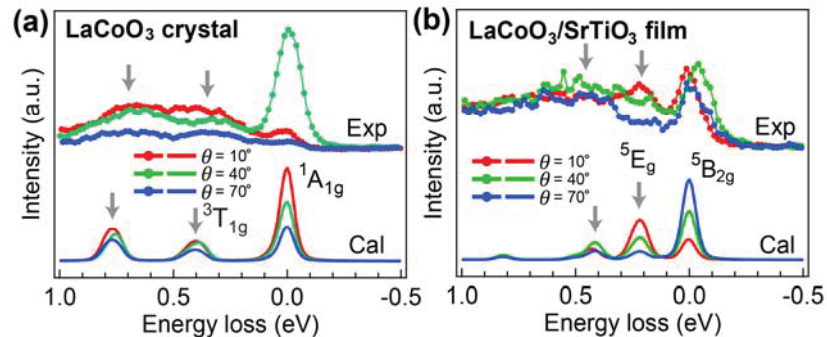 (a) LaCoO₃ crystal
Intensity (a.u.)
Exp
θ = 10°
θ = 40°
θ = 70°
¹A₁g
³T₁g
Cal
1.0 0.5 0.0 -0.5
Energy loss (eV)
(b) LaCoO₃/SrTiO₃ film
Intensity (a.u.)
Exp
θ = 10°
θ = 40°
θ = 70°
⁵Eg
⁵B₂g
Cal
1.0 0.5 0.0 -0.5
Energy loss (eV)